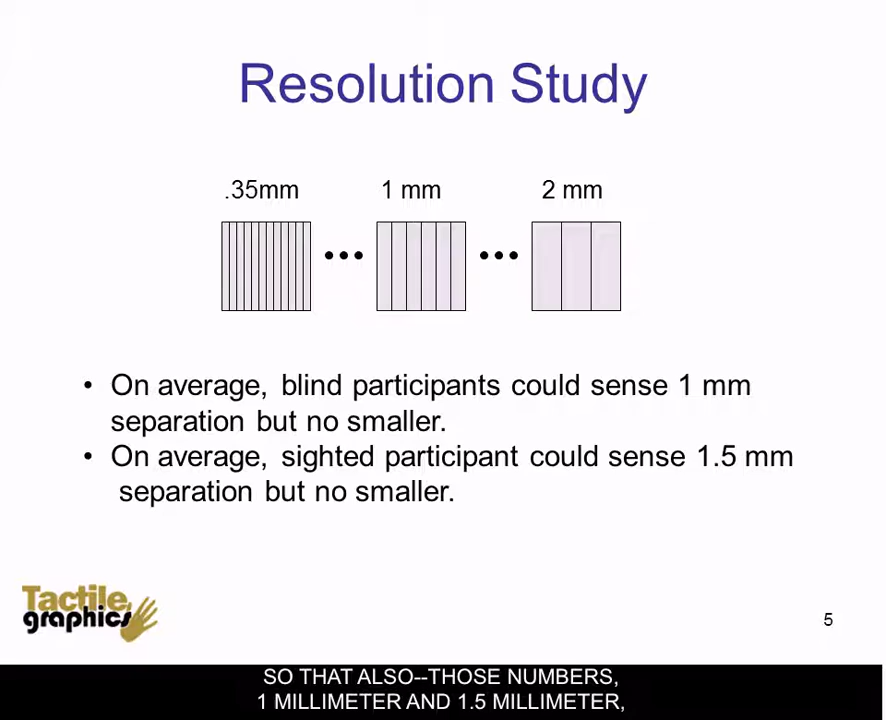 Resolution Study
.35mm
1 mm
2 mm
• On average, blind participants could sense 1 mm
separation but no smaller.
• On average, sighted participant could sense 1.5 mm
separation but no smaller.
Tactile
graphics
5
SO THAT ALSO--THOSE NUMBERS,
1 MILLIMETER AND 1.5 MILLIMETER,